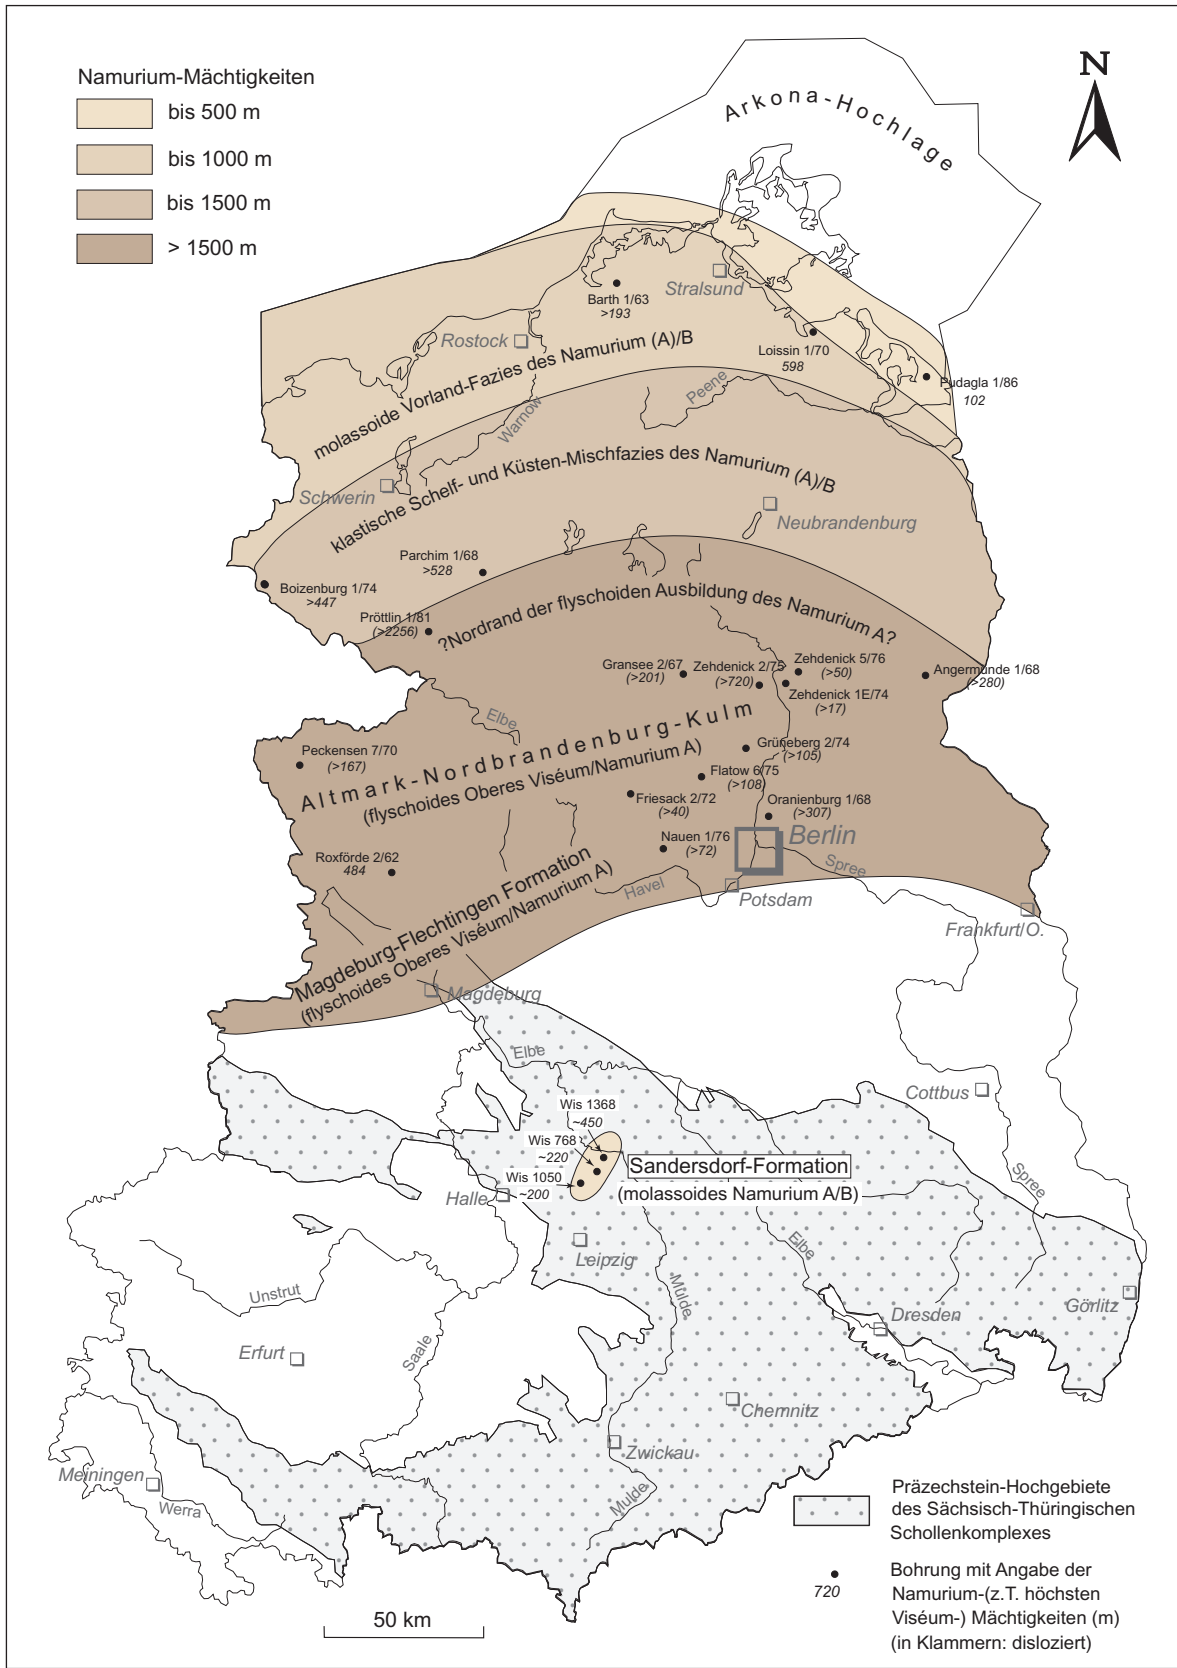 Namurium-Mächtigkeiten
bis 500 m
bis 1000 m
bis 1500 m
> 1500 m
N
Arkona-Hochlage
Stralsund
Barth 1/63
>193
Rostock
Loissin 1/70
598
Pudagla 1/86
102
molassoide Vorland-Fazies des Namurium (A)/B
Peene
Warnow
Schwerin
klastische Schelf- und Küsten-Mischfazies des Namurium (A)/B
Neubrandenburg
Parchim 1/68
>528
Boizenburg 1/74
>447
Pröttlin 1/81
(>2256)
?Nordrand der flyschoiden Ausbildung des Namurium A?
Gransee 2/67
(>201)
Zehdenick 2/75
(>720)
Zehdenick 5/76
(>50)
Zehdenick 1E/74
(>17)
Angermünde 1/68
(>280)
Elbe
Peckensen 7/70
(>167)
Altmark-Nordbrandenburg-Kulm
(flyschoides Oberes Viséum/Namurium A)
Grüneberg 2/74
(>105)
Flatow 6/75
(>108)
Friesack 2/72
(>40)
Oranienburg 1/68
(>307)
Nauen 1/76
(>72)
Berlin
Spree
Roxförde 2/62
484
Havel
Potsdam
Frankfurt/O.
Magdeburg-Flechtingen Formation
(flyschoides Oberes Viséum/Namurium A)
Magdeburg
Elbe
Cottbus
Wis 1368
~450
Wis 768
~220
Wis 1050
~200
Sandersdorf-Formation
(molassoides Namurium A/B)
Spree
Halle
Leipzig
Elbe
Mulde
Unstrut
Görlitz
Dresden
Erfurt
Saale
Chemnitz
Zwickau
Meiningen
Werra
Mulde
Präzechstein-Hochgebiete
des Sächsisch-Thüringischen
Schollenkomplexes
720
Bohrung mit Angabe der
Namurium-(z.T. höchsten
Viséum-) Mächtigkeiten (m)
(in Klammern: disloziert)
50 km